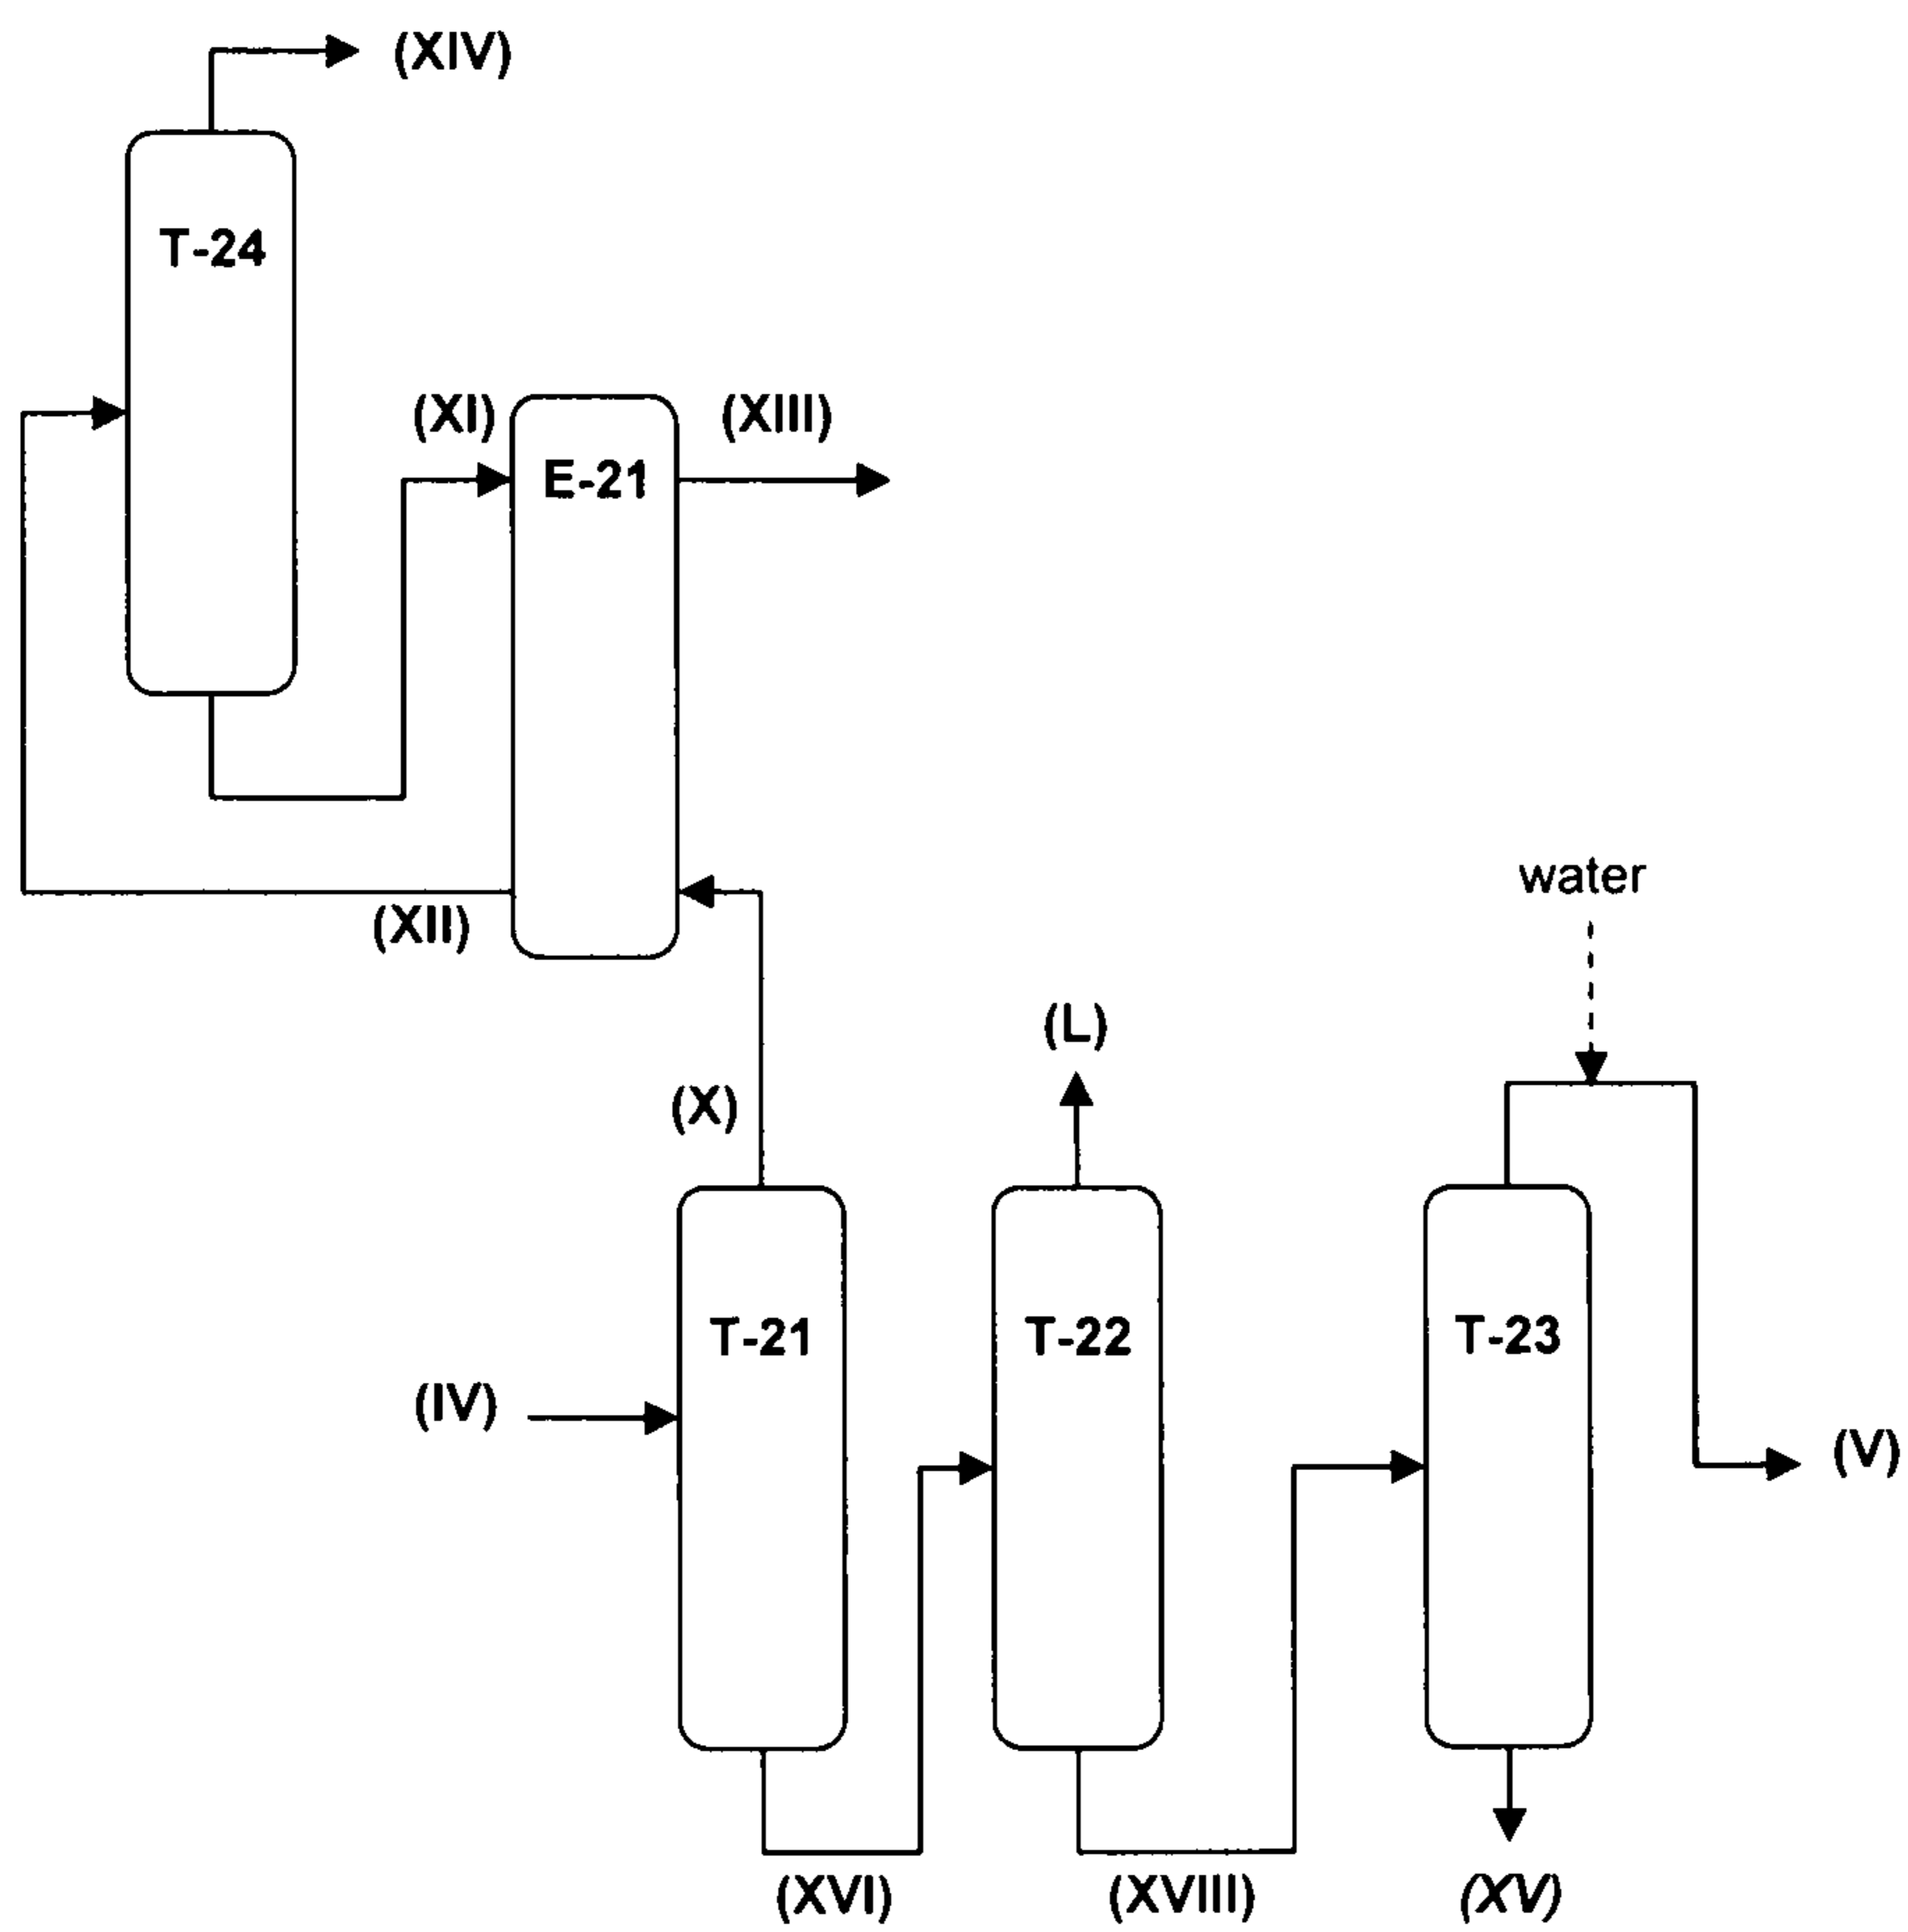 (XIV)
T-24
(XI)
(XIII)
E-21
water
(XII)
(L)
(X)
T-21
T-22
T-23
(IV)
(V)
(XVI)
(XVIII)
(XV)